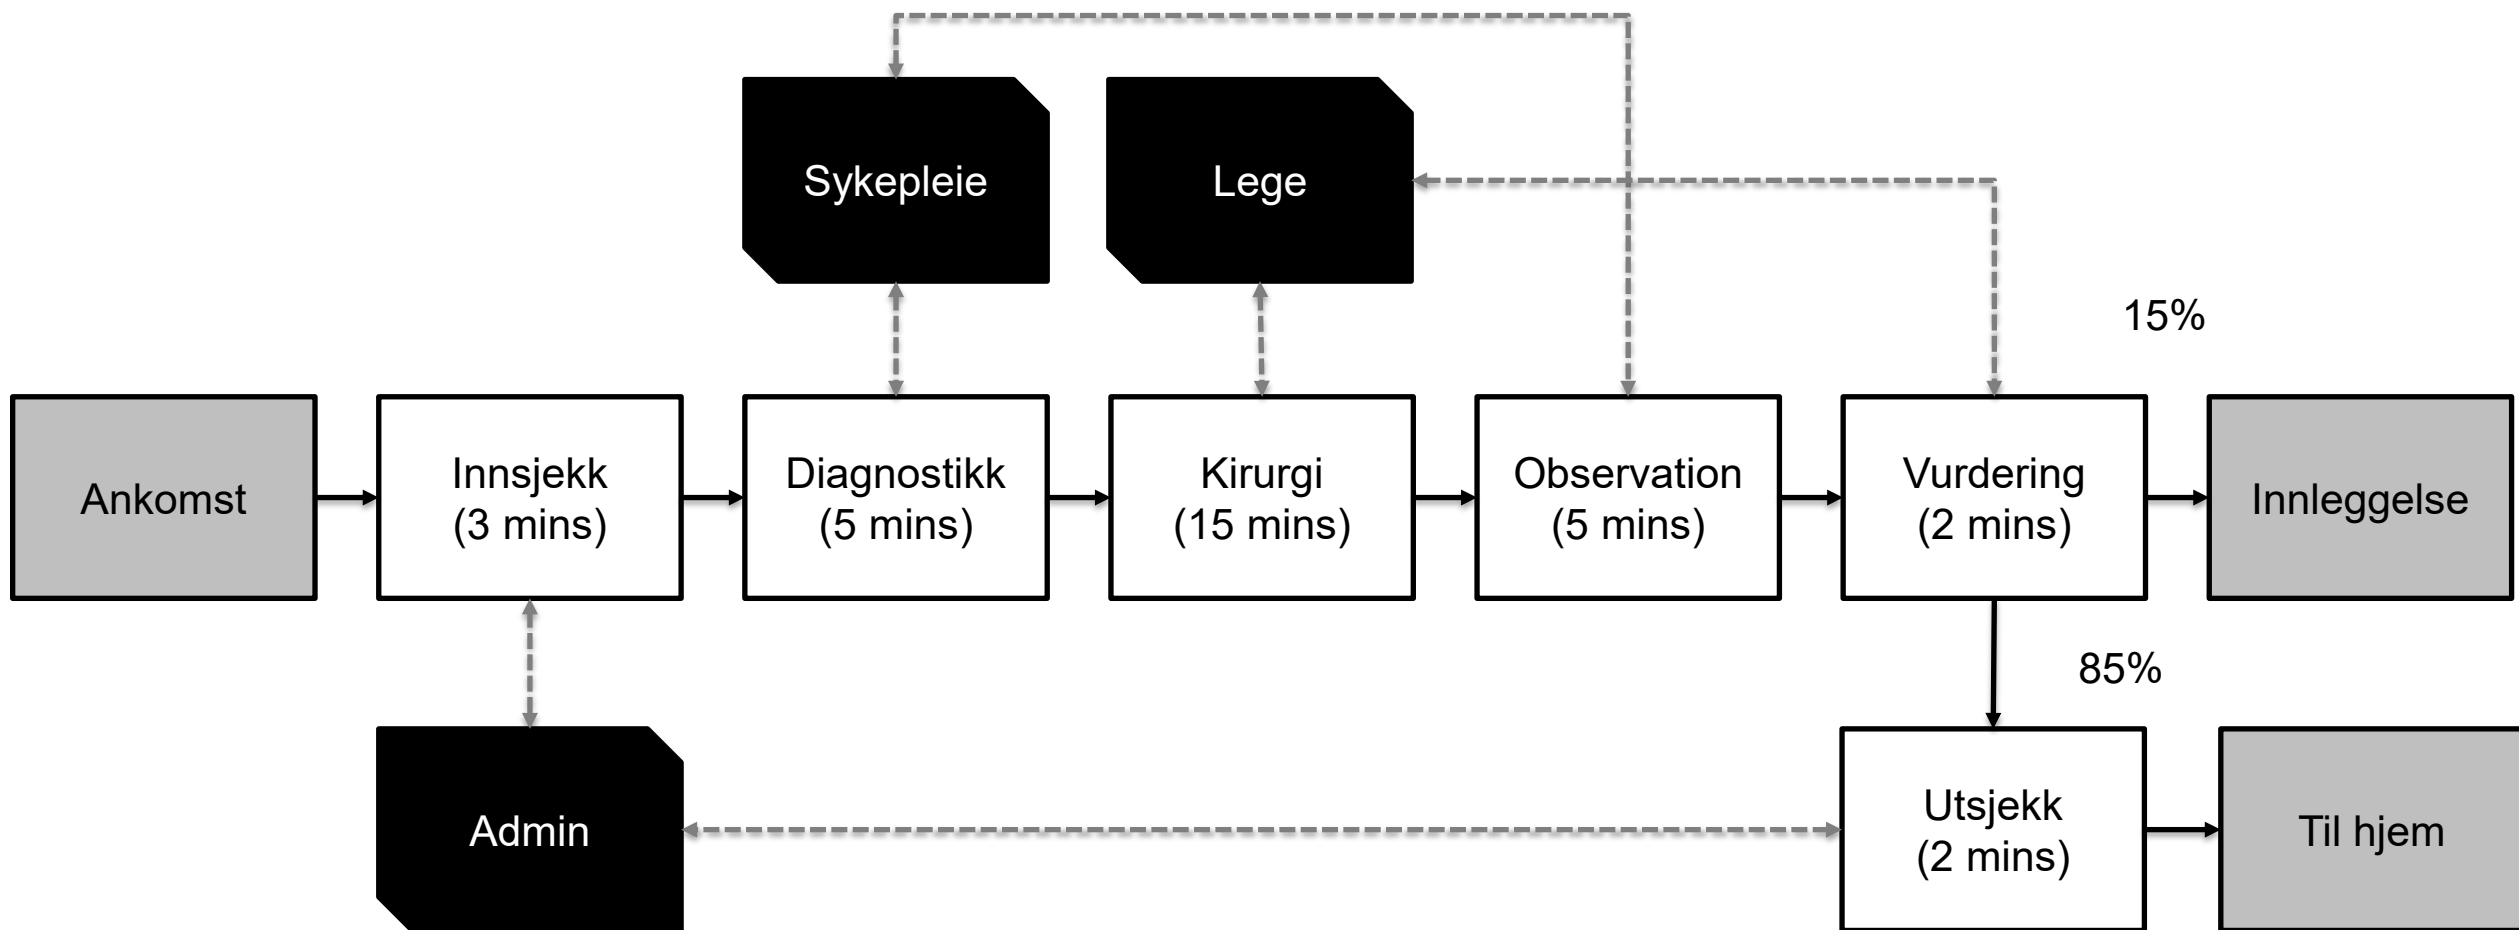 Sykepleie
Lege
15%
Ankomst
Innsjekk
(3 mins)
Diagnostikk
(5 mins)
Kirurgi
(15 mins)
Observation
(5 mins)
Vurdering
(2 mins)
Innleggelse
85%
Admin
Utsjekk
(2 mins)
Til hjem